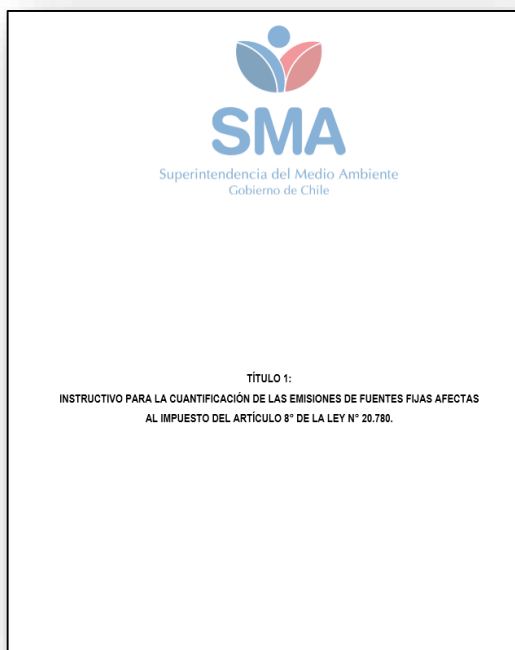 SMA
Superintendencia del Medio Ambiente
Gobierno de Chile
TÍTULO 1:
INSTRUCTIVO PARA LA CUANTIFICACIÓN DE LAS EMISIONES DE FUENTES FIJAS AFECTAS
AL IMPUESTO DEL ARTÍCULO 8° DE LA LEY N° 20.780.